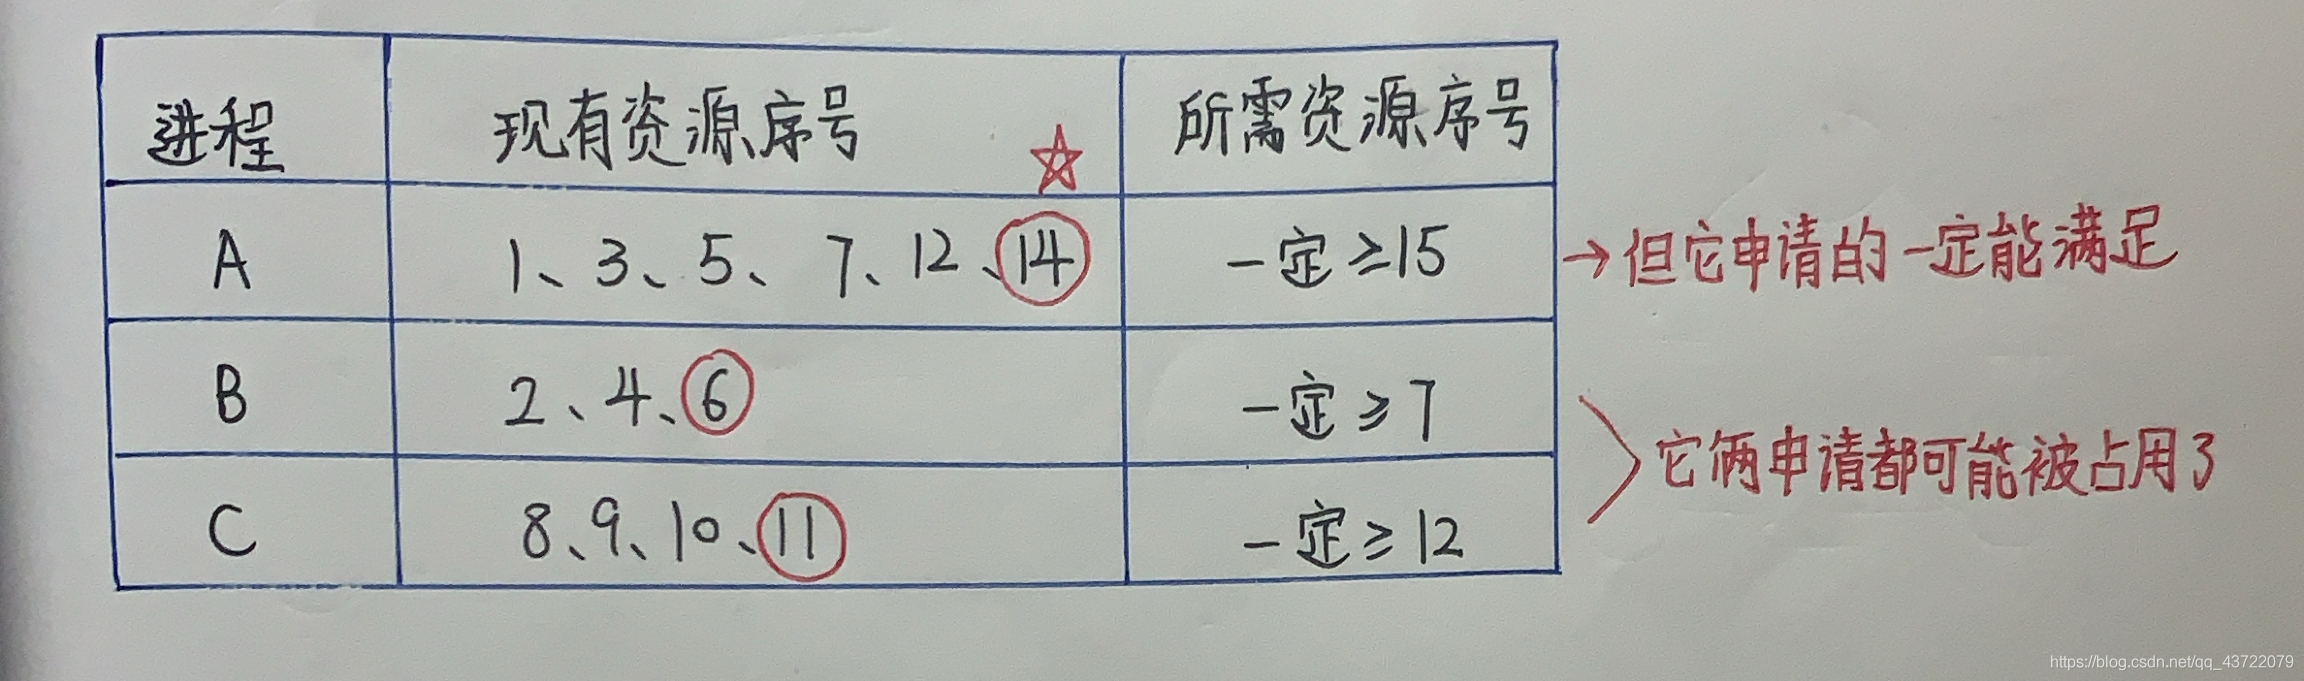 进程 现有资源序号 ☆ 所需资源序号
A 1、3、5、7、12、14 一定≥15 →但它申请的一定能满足
B 2、4、6 一定≥7
它俩申请都可能被占用了
C 8、9、10、11 一定≥12
https://blog.csdn.net/qq_43722079